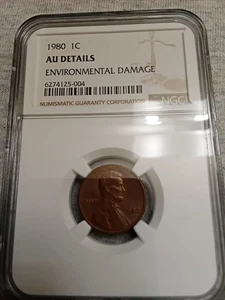 1980 1C
AU DETAILS
ENVIRONMENTAL DAMAGE
6274125-004
NUMISMATIC GUARANTY CORPORATION
NGC